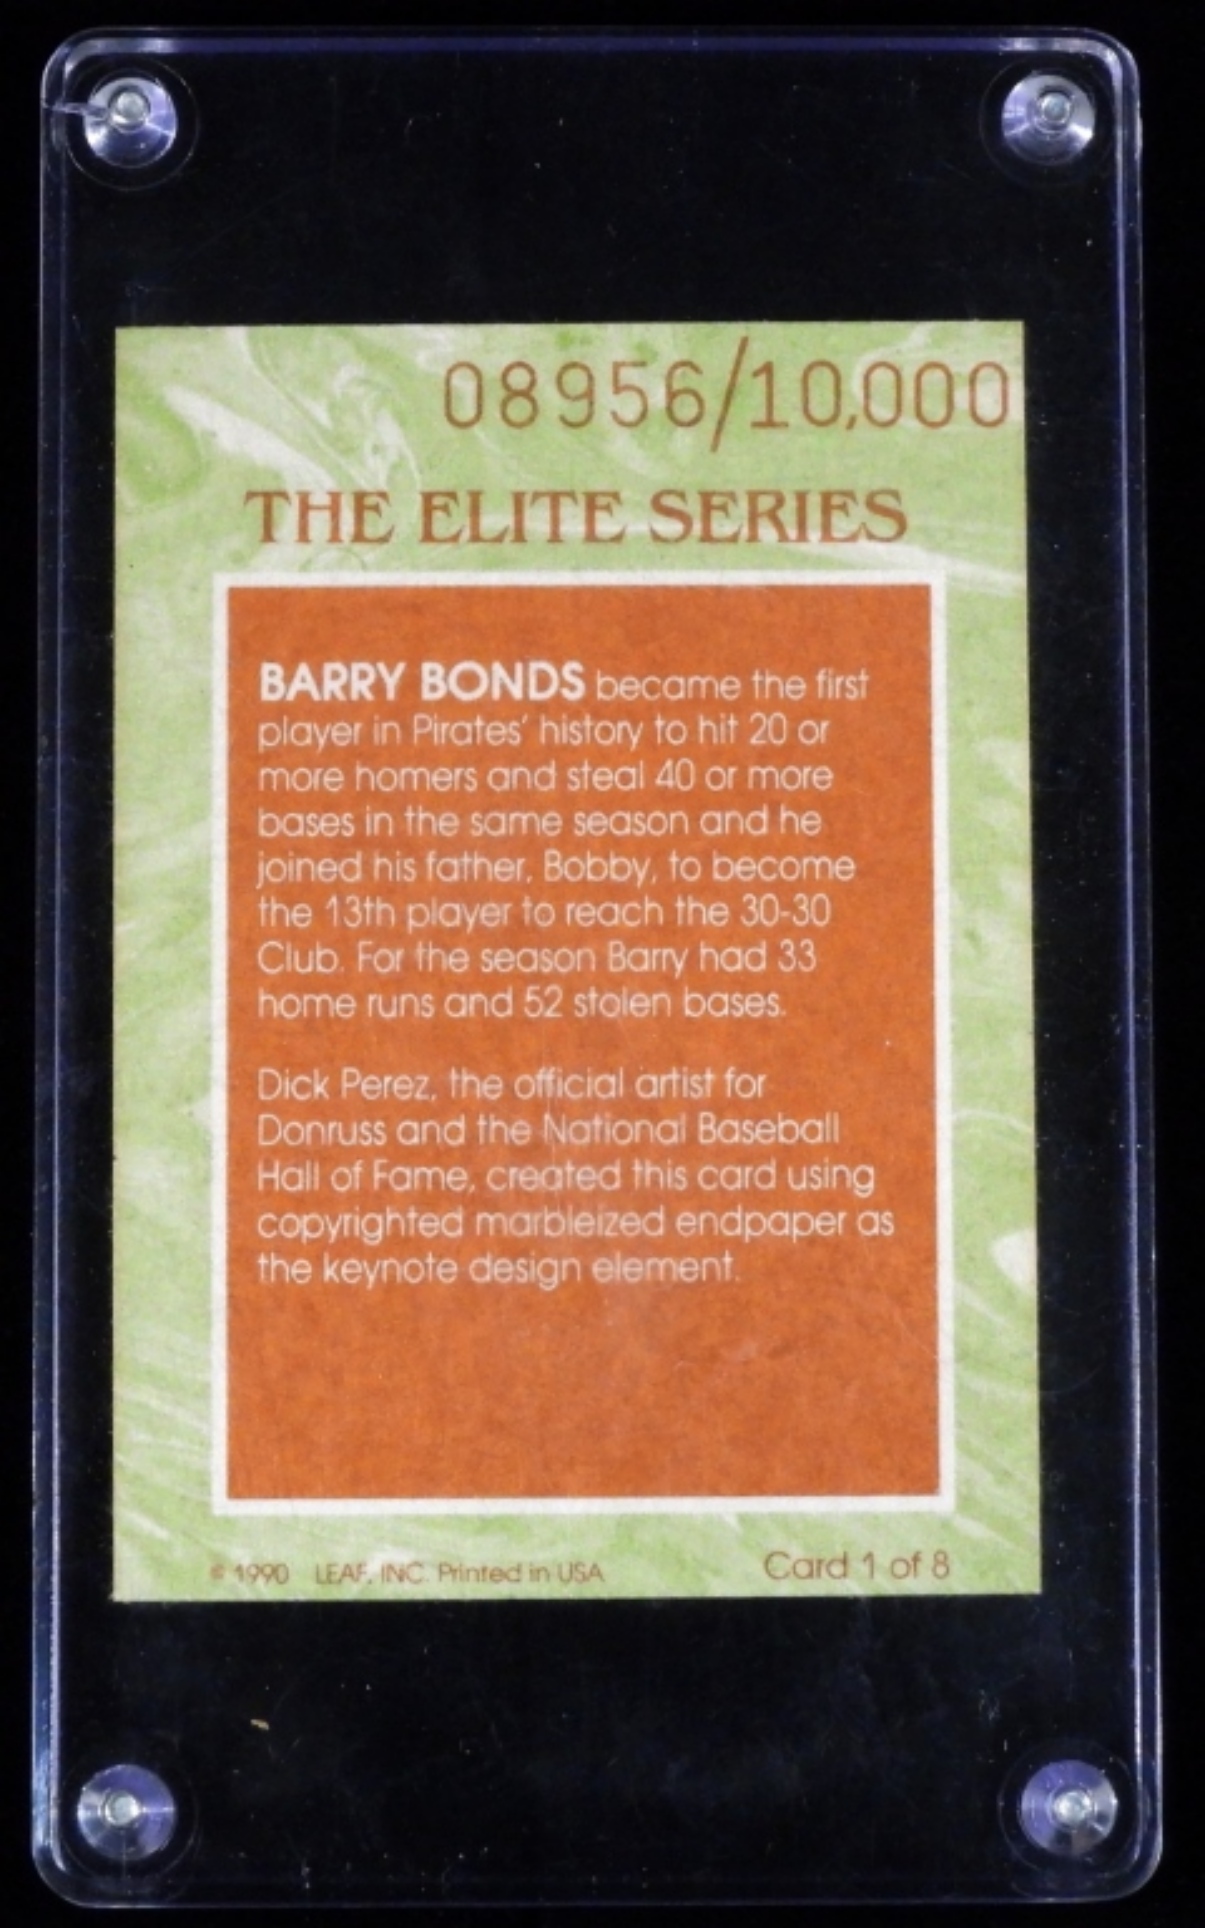 08956/10,000
THE ELITE SERIES
BARRY BONDS became the first
player in Pirates' history to hit 20 or
more homers and steal 40 or more
bases in the same season and he
joined his father, Bobby, to become
the 13th player to reach the 30-30
Club. For the season Barry had 33
home runs and 52 stolen bases.
Dick Perez, the official artist for
Donruss and the National Baseball
Hall of Fame, created this card using
copyrighted marbleized endpaper as
the keynote design element.
© 1990 LEAF, INC. Printed in USA
Card 1 of 8